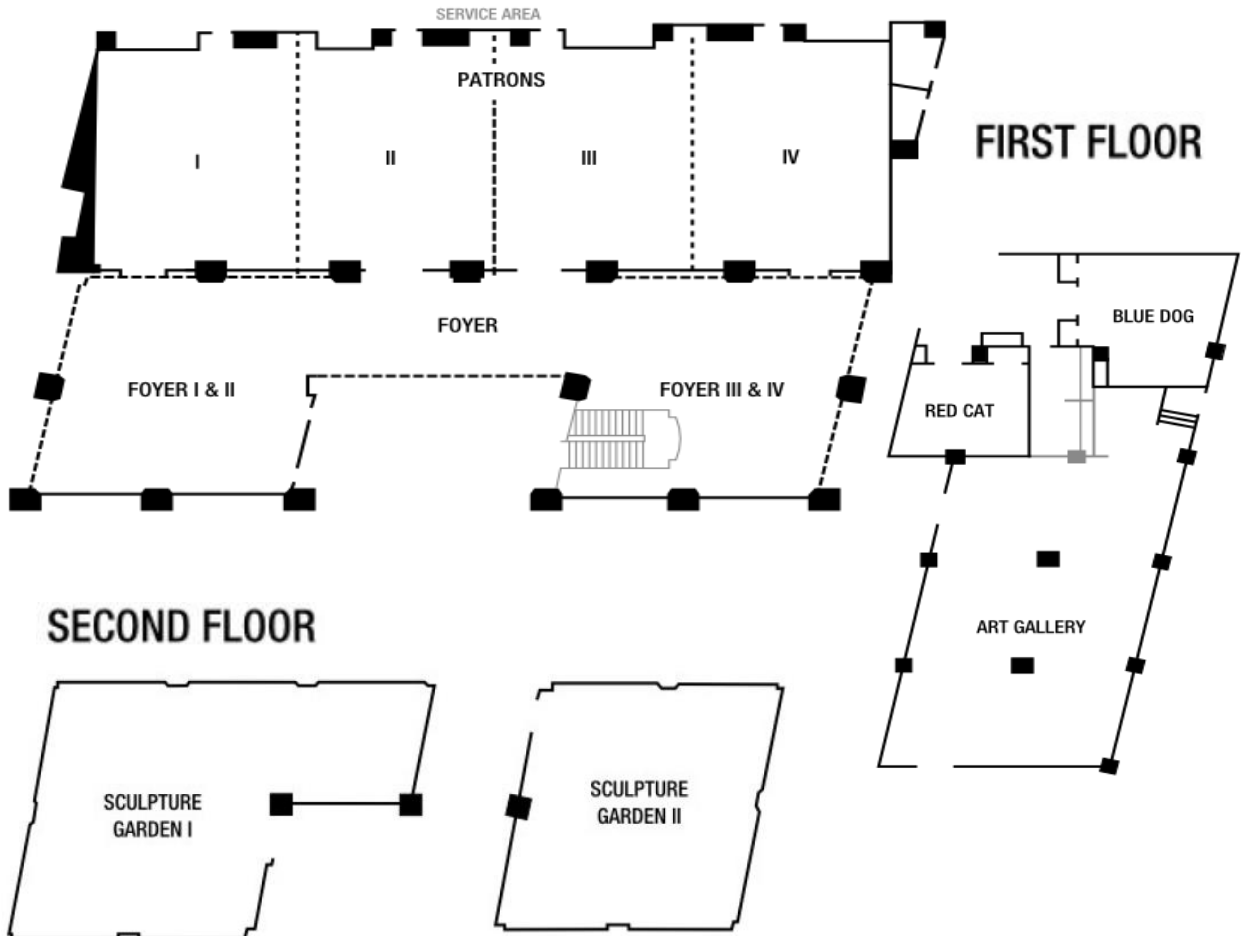 SERVICE AREA
PATRONS
I
II
III
IV
FIRST FLOOR
FOYER
FOYER I & II
FOYER III & IV
BLUE DOG
RED CAT
ART GALLERY
SECOND FLOOR
SCULPTURE
GARDEN I
SCULPTURE
GARDEN II